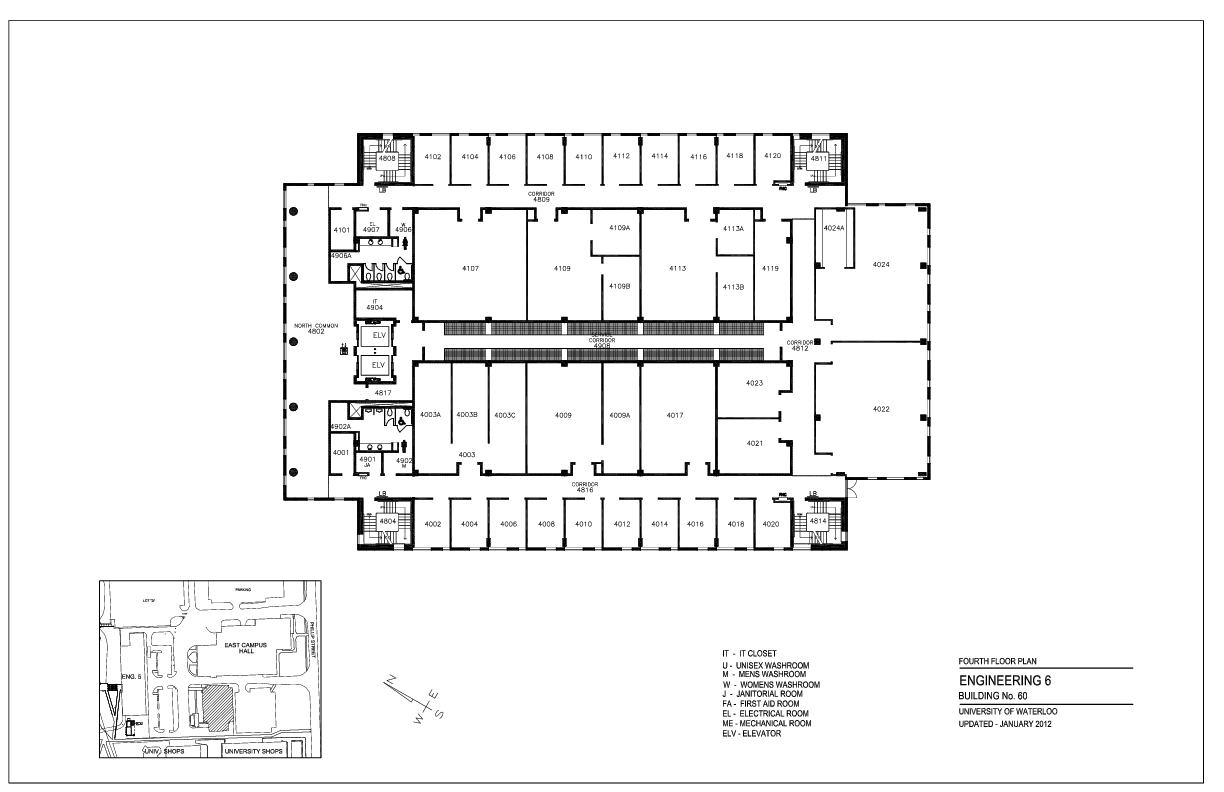 4808
4102
4104
4106
4108
4110
4112
4114
4116
4118
4120
4811
LB
FHC
LB
CORRIDOR
4809
FHC
4101
EL
4907
W
4906
4906A
4107
4109
4109A
4109B
4113
4113A
4113B
4119
4024A
4024
IT
4904
NORTH COMMON
4802
ELV
ELV
SERVICE
CORRIDOR
4908
CORRIDOR
4812
4817
4902A
4001
4901
JA
4902
M
FHC
4003A
4003B
4003C
4003
4009
4009A
4017
4023
4021
4022
CORRIDOR
4816
LB
FHC
LB
4804
4002
4004
4006
4008
4010
4012
4014
4016
4018
4020
4814
PARKING
EAST CAMPUS
HALL
PHILLIP STREET
ENG. 5
UNIV. SHOPS
UNIVERSITY SHOPS
N
E
W
S
IT - IT CLOSET
U - UNISEX WASHROOM
M - MENS WASHROOM
W - WOMENS WASHROOM
J - JANITORIAL ROOM
FA - FIRST AID ROOM
EL - ELECTRICAL ROOM
ME - MECHANICAL ROOM
ELV - ELEVATOR
FOURTH FLOOR PLAN
ENGINEERING 6
BUILDING No. 60
UNIVERSITY OF WATERLOO
UPDATED - JANUARY 2012